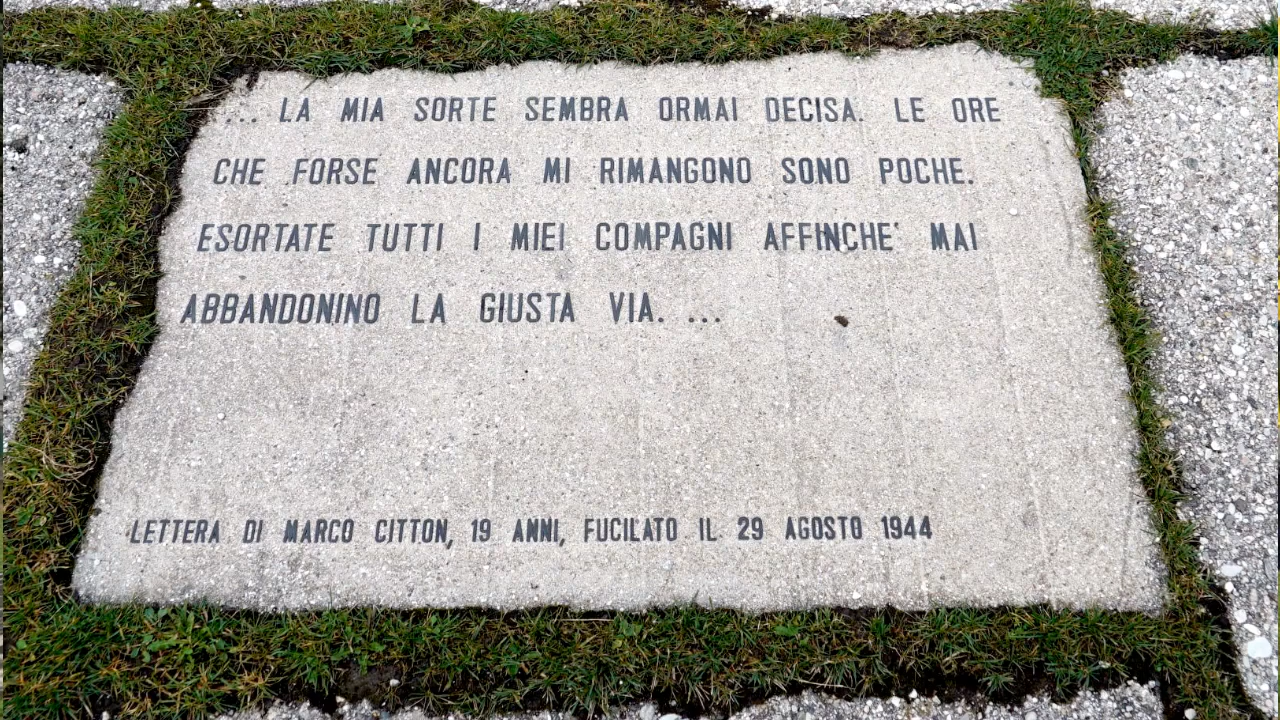 ... LA MIA SORTE SEMBRA ORMAI DECISA. LE ORE
CHE FORSE ANCORA MI RIMANGONO SONO POCHE.
ESORTATE TUTTI I MIEI COMPAGNI AFFINCHE' MAI
ABBANDONINO LA GIUSTA VIA. ...
LETTERA DI MARCO CITTON, 19 ANNI, FUCILATO IL 29 AGOSTO 1944